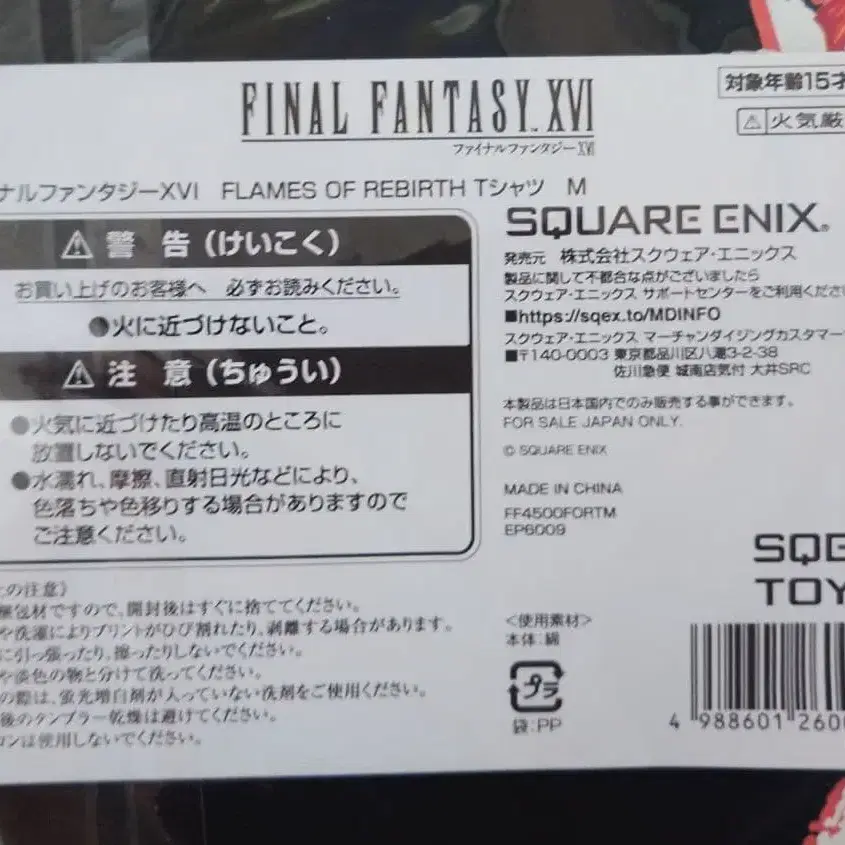 FINAL FANTASY XVI
ファイナルファンタジーXVI
対象年齢15才
⚠火気厳
ナルファンタジーXVI FLAMES OF REBIRTH Tシャツ M
⚠ 警 告 (けいこく)
お買い上げのお客様へ 必ずお読みください。
●火に近づけないこと。
⚠ 注 意 (ちゅうい)
●火気に近づけたり高温のところに
放置しないでください。
●水濡れ、摩擦、直射日光などにより、
色落ちや色移りする場合がありますので
ご注意ください。
SQUARE ENIX®
発売元 株式会社スクウェア・エニックス
製品に関して不都合な点がございましたら
スクウェア・エニックス サポートセンターをご利用くださ
■https://sqex.to/MDINFO
スクウェア・エニックス マーチャンダイジングカスタマー
■〒140-0003 東京都品川区八潮3-2-38
佐川急便 城南店気付 大井SRC
本製品は日本国内でのみ販売する事ができます。
FOR SALE JAPAN ONLY.
© SQUARE ENIX
MADE IN CHINA
FF4500FORTM
EP6009
SQE
TOY
の注意》
梱包材ですので、開封後はすぐに捨ててください。
や洗濯によりプリントがひび割れたり、剥離する場合があります。
に引っ張ったり、擦ったりしないでください。
や淡色の物と分けて洗ってください。
の際は、蛍光増白剤が入っていない洗剤をご使用ください。
後のタンブラー乾燥は避けてください。
コンは使用しないでください。
<使用素材>
本体:綿
プラ
袋:PP
4 988601 2600